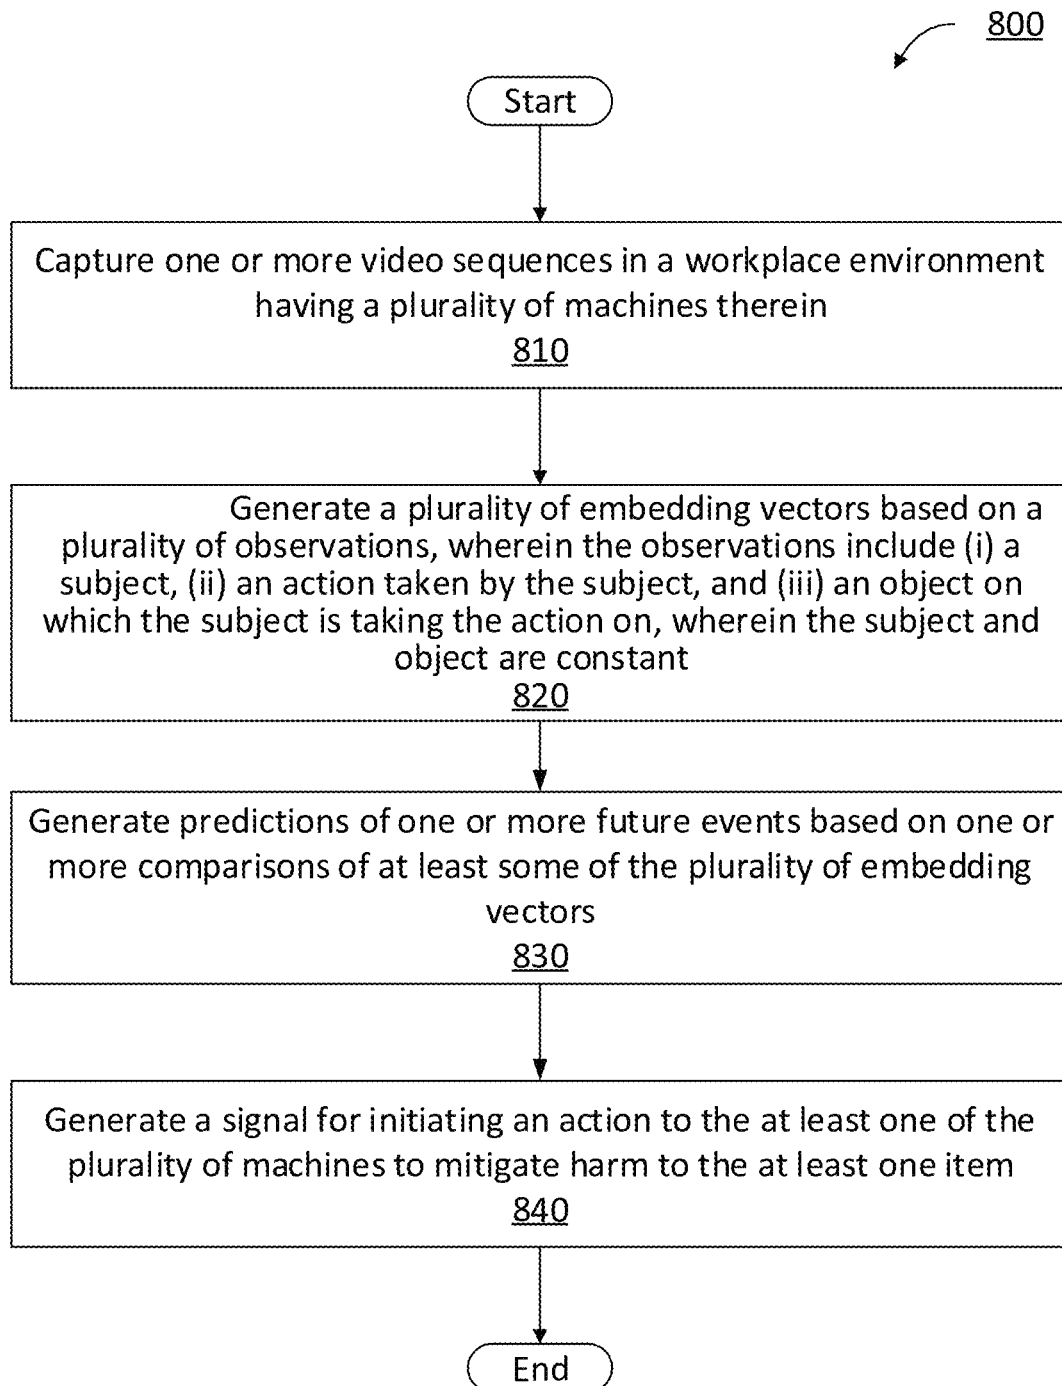 800
Start
Capture one or more video sequences in a workplace environment
having a plurality of machines therein
810
Generate a plurality of embedding vectors based on a
plurality of observations, wherein the observations include (i) a
subject, (ii) an action taken by the subject, and (iii) an object on
which the subject is taking the action on, wherein the subject and
object are constant
820
Generate predictions of one or more future events based on one or
more comparisons of at least some of the plurality of embedding
vectors
830
Generate a signal for initiating an action to the at least one of the
plurality of machines to mitigate harm to the at least one item
840
End